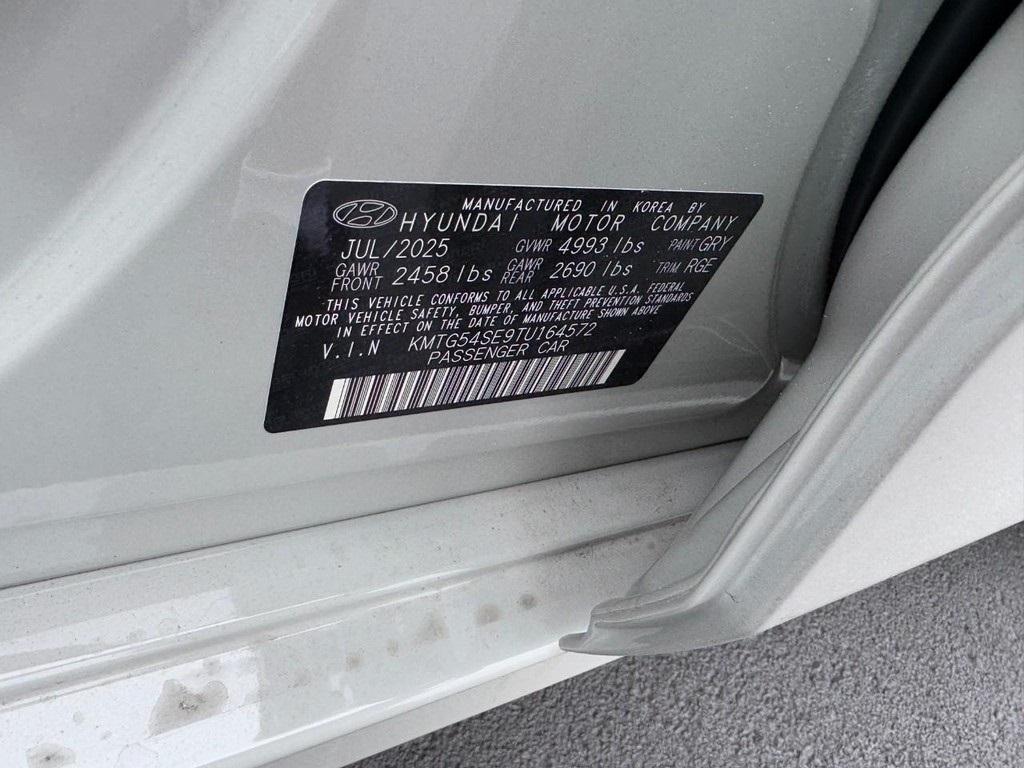 MANUFACTURED IN KOREA BY
HYUNDAI MOTOR COMPANY
JUL/2025 GVWR 4993 lbs PAINT GRY
GAWR FRONT 2458 lbs GAWR REAR 2690 lbs TRIM RGE
THIS VEHICLE CONFORMS TO ALL APPLICABLE U.S.A. FEDERAL
MOTOR VEHICLE SAFETY, BUMPER, AND THEFT PREVENTION STANDARDS
IN EFFECT ON THE DATE OF MANUFACTURE SHOWN ABOVE
V.I.N KMTG54SE9TU164572
PASSENGER CAR